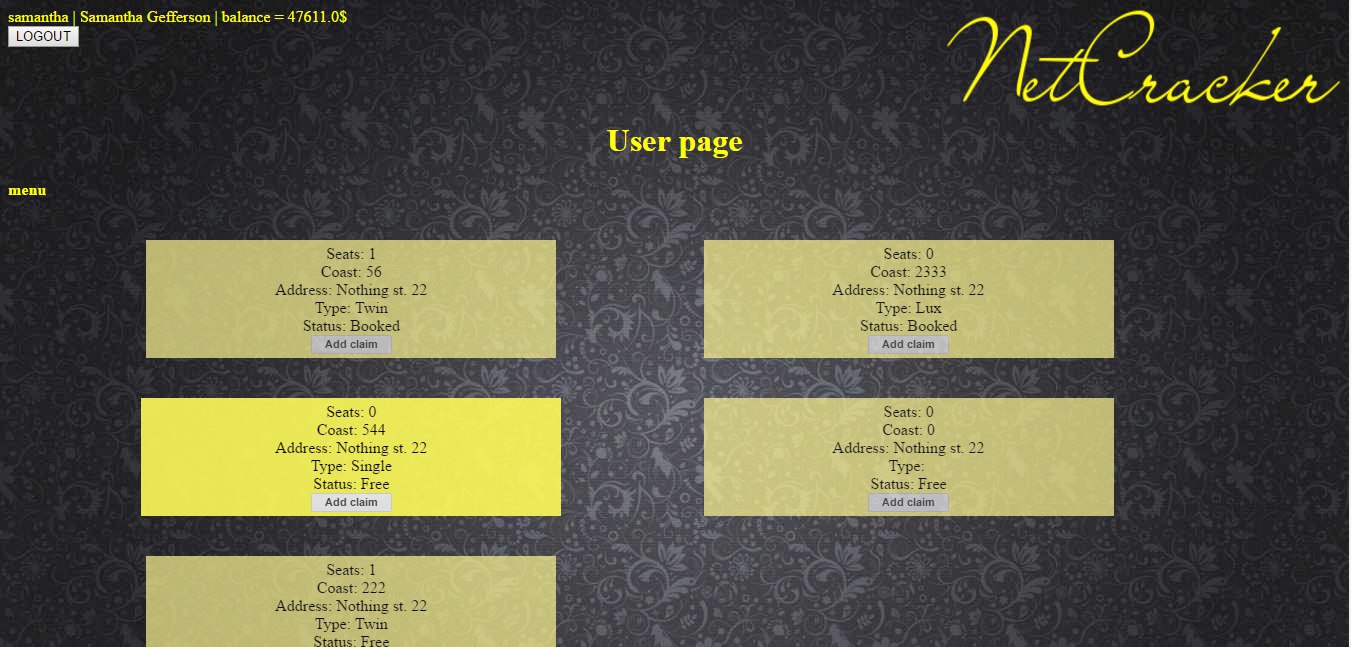 samantha | Samantha Gefferson | balance = 47611.0$
LOGOUT
NetCracker
User page
menu
Seats: 1
Coast: 56
Address: Nothing st. 22
Type: Twin
Status: Booked
Add claim
Seats: 0
Coast: 2333
Address: Nothing st. 22
Type: Lux
Status: Booked
Add claim
Seats: 0
Coast: 544
Address: Nothing st. 22
Type: Single
Status: Free
Add claim
Seats: 0
Coast: 0
Address: Nothing st. 22
Type:
Status: Free
Add claim
Seats: 1
Coast: 222
Address: Nothing st. 22
Type: Twin
Status: Free